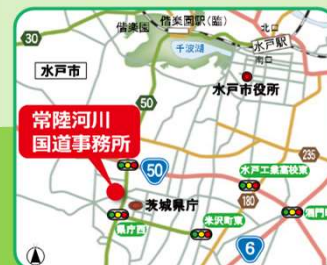 偕楽園駅(臨)
偕楽園
北口
水戸駅
南口
千波湖
30
水戸市
水戸市役所
50
常陸河川
国道事務所
235
50
水戸工業高校東
180
茨城県庁
県庁西
米沢町東
6